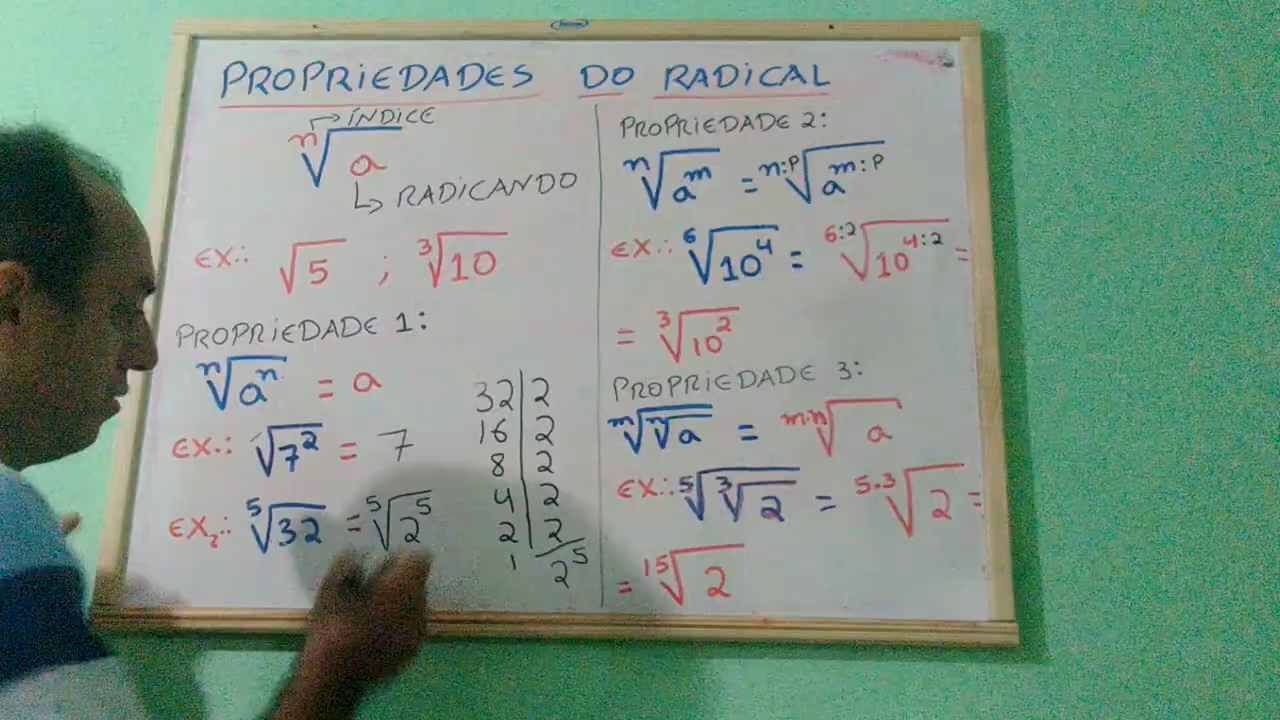 PROPRIEDADES DO RADICAL
ÍNDICE
ⁿ√a
RADICANDO
EX.: √5 ; ³√10
PROPRIEDADE 1:
ⁿ√aⁿ = a
EX.: √7² = 7
EX₂.: ⁵√32 = ⁵√2⁵
32 | 2
16 | 2
8 | 2
4 | 2
2 | 2
1 2⁵
PROPRIEDADE 2:
ⁿ√aᵐ = ⁿ:ᵖ√aᵐ:ᵖ
EX.: ⁶√10⁴ = ⁶:²√10⁴:² =
= ³√10²
PROPRIEDADE 3:
ᵐ√ⁿ√a = ᵐ·ⁿ√a
EX.: ⁵√³√2 = ⁵·³√2 =
= ¹⁵√2